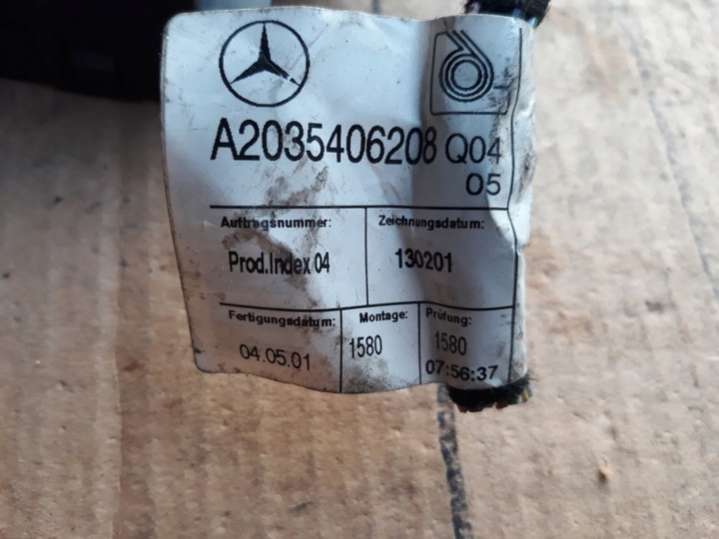 A2035406208 Q04
05
Auftragsnummer: Zeichnungsdatum:
Prod.Index 04 130201
Fertigungsdatum: Montage: Prüfung:
04.05.01 1580 1580
07:56:37